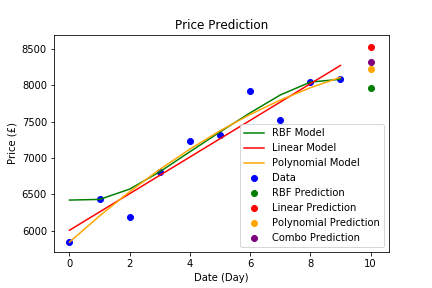 Price Prediction
8500
8000
7500
7000
6500
6000
Price (£)
RBF Model
Linear Model
Polynomial Model
Data
RBF Prediction
Linear Prediction
Polynomial Prediction
Combo Prediction
0 2 4 6 8 10
Date (Day)